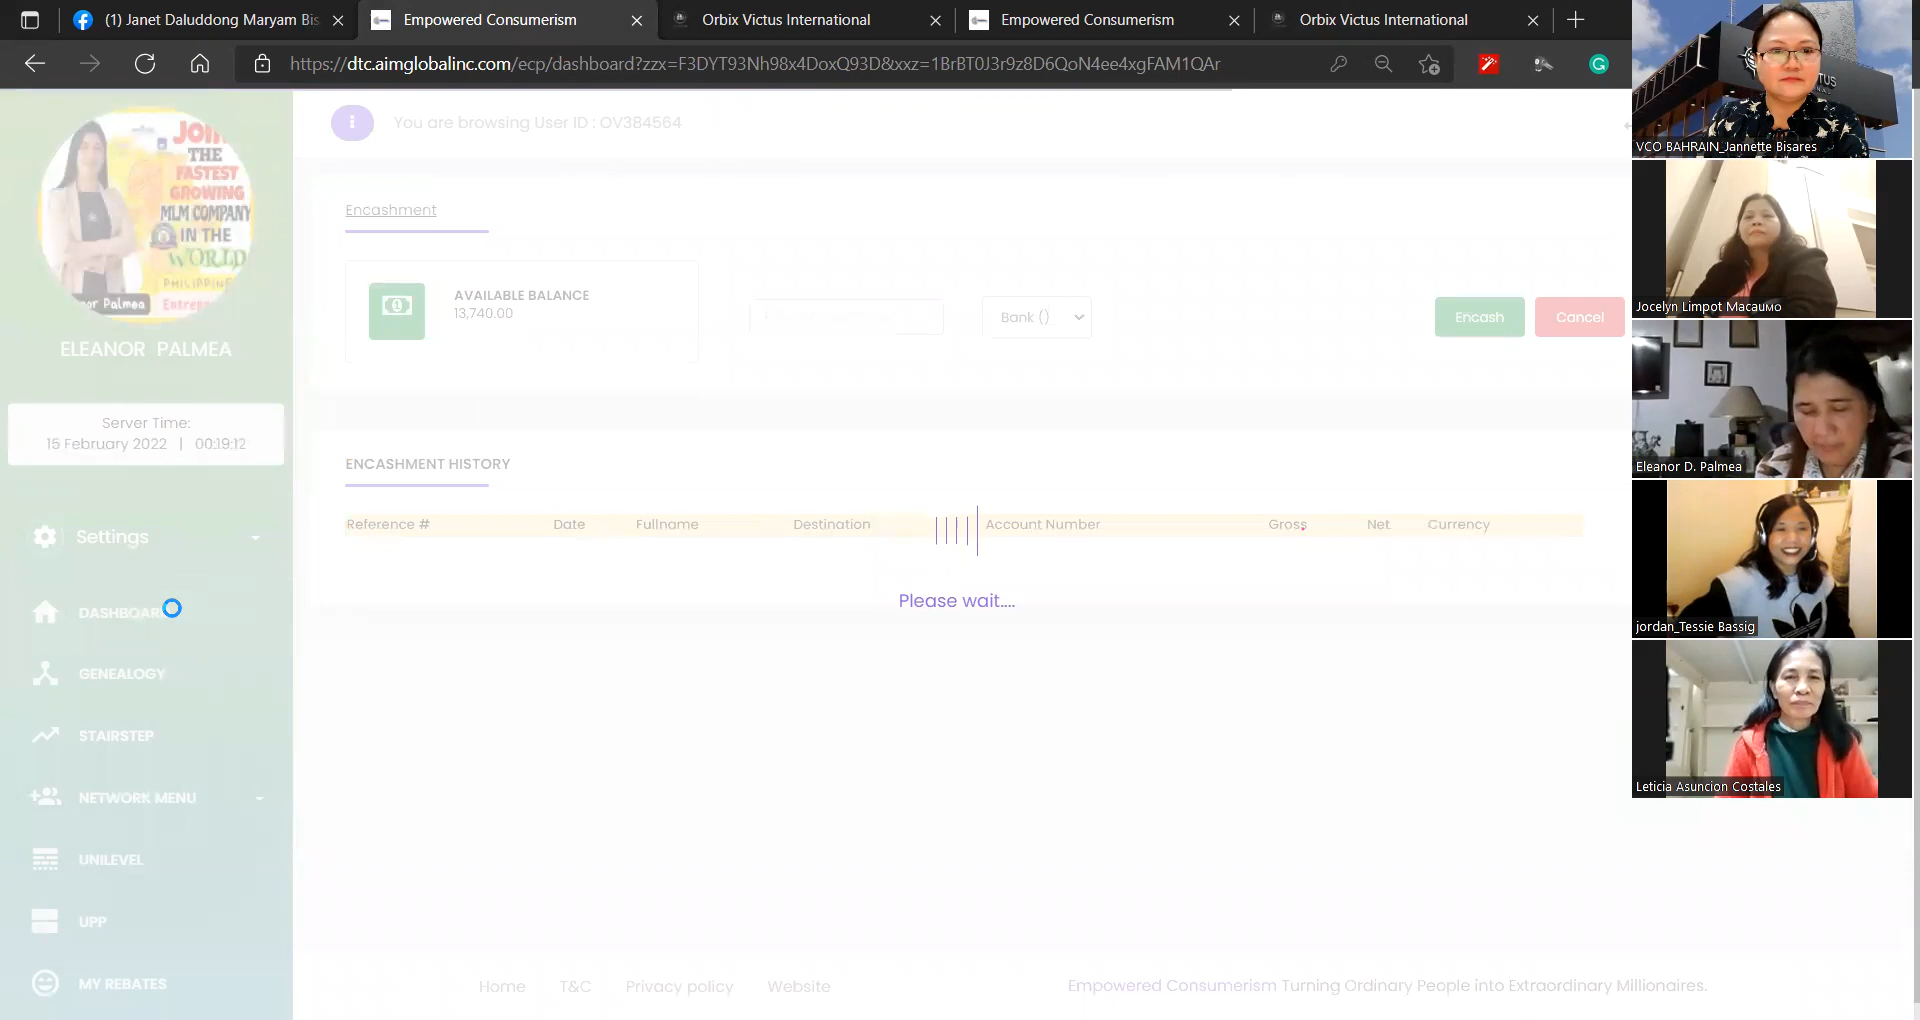 (1) Janet Daluddong Maryam Bis
Empowered Consumerism
Orbix Victus International
Empowered Consumerism
Orbix Victus International
https://dtc.aimglobalinc.com/ecp/dashboard?zzx=F3DYT93Nh98x4DoxQ93D&xxz=1BrBT0J3r9z8D6QoN4ee4xgFAM1QAr
JOIN
THE
FASTEST
GROWING
MLM COMPANY
IN THE
WORLD
PHILIPPINE
nor Palmea
Entrepr
ELEANOR PALMEA
Server Time:
15 February 2022 | 00:19:12
Settings
DASHBOARD
GENEALOGY
STAIRSTEP
NETWORK MENU
UNILEVEL
UPP
MY REBATES
You are browsing User ID : OV384564
Encashment
AVAILABLE BALANCE
13,740.00
Bank ()
Encash
Cancel
ENCASHMENT HISTORY
Reference # Date Fullname Destination Account Number Gross Net Currency
Please wait....
Home T&C Privacy policy Website
Empowered Consumerism Turning Ordinary People into Extraordinary Millionaires.
TUS
VCO BAHRAIN_Jannette Bisares
Jocelyn Limpot Macaumo
Eleanor D. Palmea
jordan_Tessie Bassig
Leticia Asuncion Costales